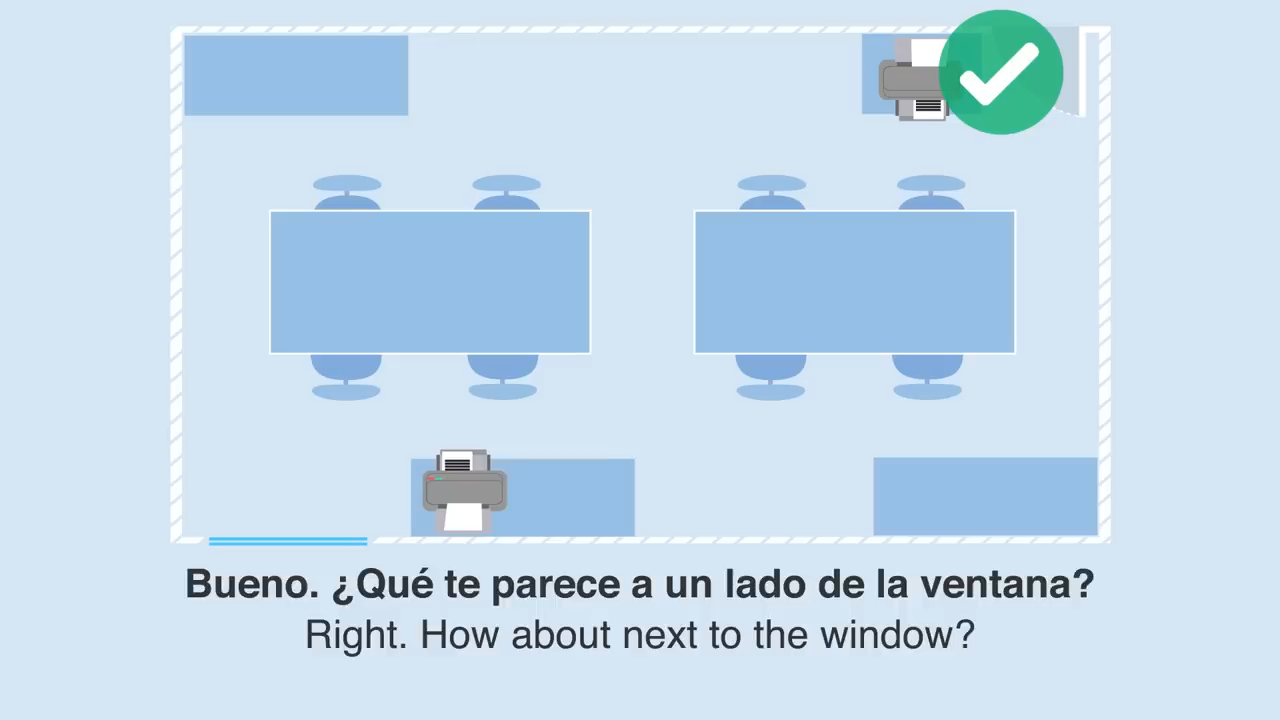 Bueno. ¿Qué te parece a un lado de la ventana?
Right. How about next to the window?